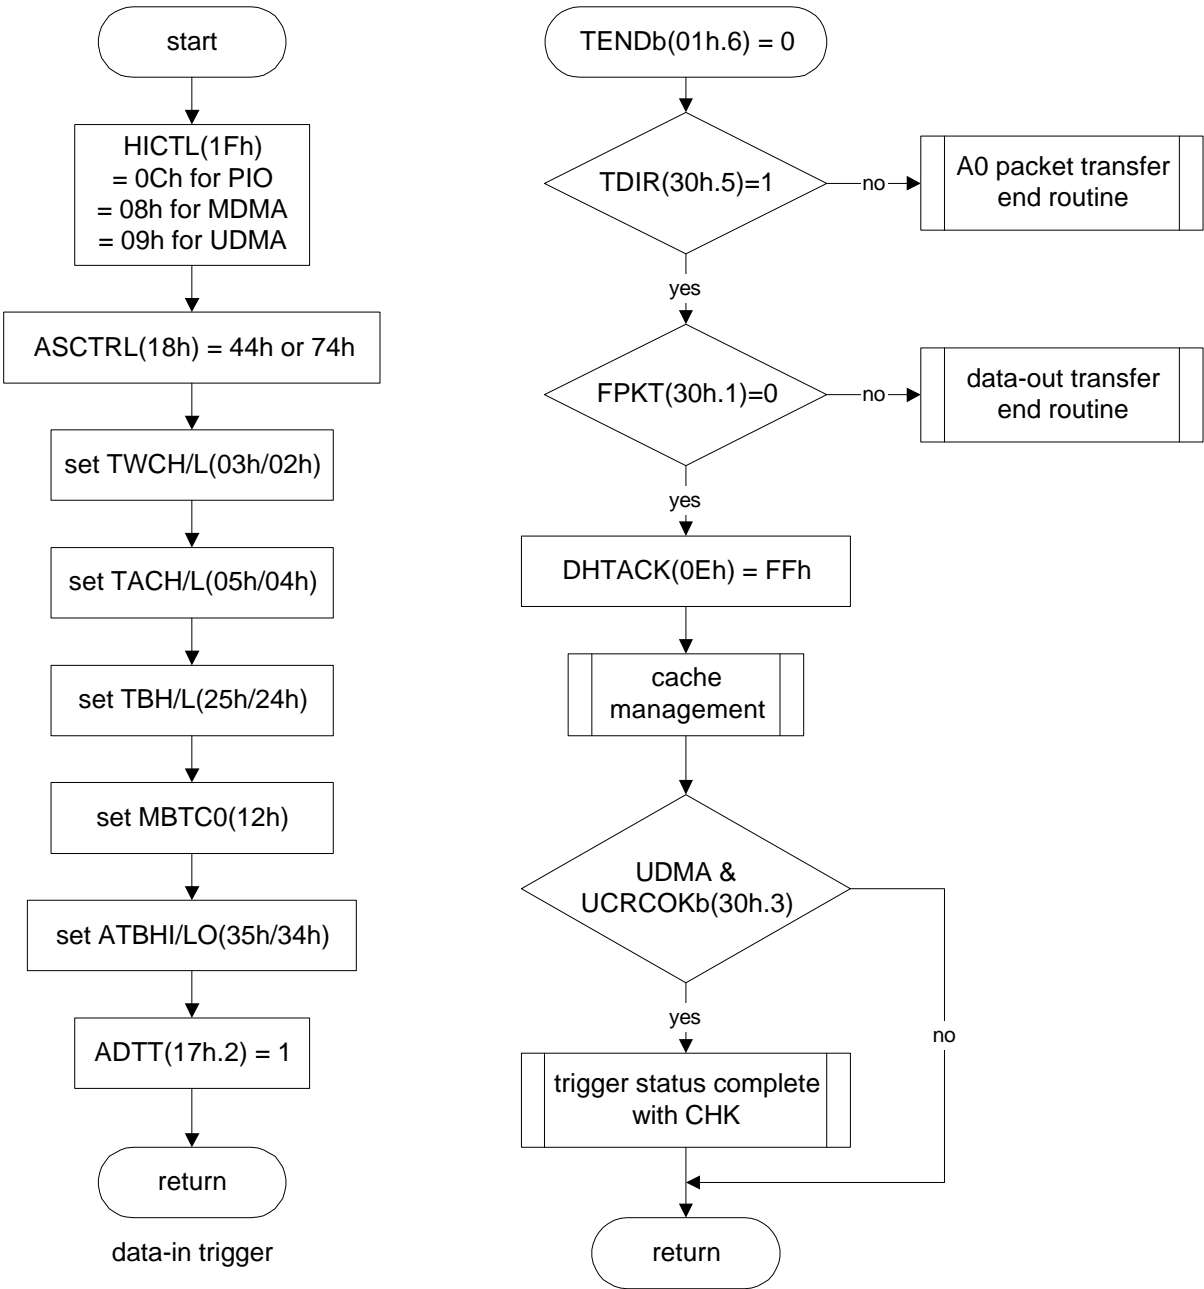 start
HICTL(1Fh)
= 0Ch for PIO
= 08h for MDMA
= 09h for UDMA
ASCTRL(18h) = 44h or 74h
set TWCH/L(03h/02h)
set TACH/L(05h/04h)
set TBH/L(25h/24h)
set MBTC0(12h)
set ATBHI/LO(35h/34h)
ADTT(17h.2) = 1
return
data-in trigger
TENDb(01h.6) = 0
TDIR(30h.5)=1
no
A0 packet transfer
end routine
yes
FPKT(30h.1)=0
no
data-out transfer
end routine
yes
DHTACK(0Eh) = FFh
cache
management
UDMA &
UCRCOKb(30h.3)
yes
no
trigger status complete
with CHK
return